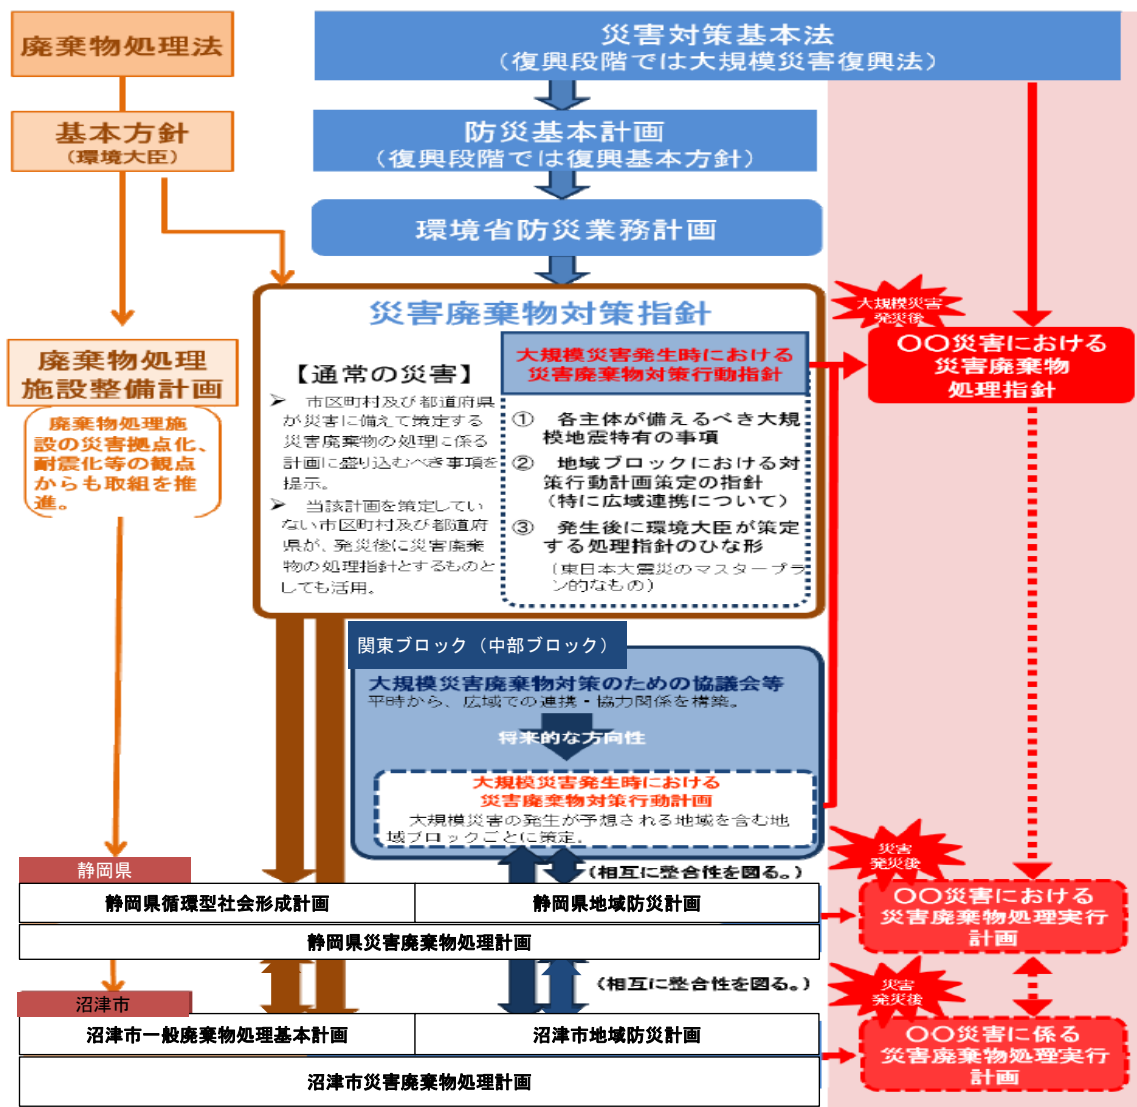 廃棄物処理法
災害対策基本法
(復興段階では大規模災害復興法)
基本方針
(環境大臣)
防災基本計画
(復興段階では復興基本方針)
環境省防災業務計画
廃棄物処理
施設整備計画
廃棄物処理施
設の災害拠点化、
耐震化等の観点
からも取組を推
進。
災害廃棄物対策指針
【通常の災害】
➢ 市区町村及び都道府県
が災害に備えて策定する
災害廃棄物の処理に係る
計画に盛り込むべき事項を
提示。
➢ 当該計画を策定してい
ない市区町村及び都道府
県が、発災後に災害廃棄
物の処理指針とするものと
しても活用。
大規模災害発生時における
災害廃棄物対策行動指針
① 各主体が備えるべき大規
模地震特有の事項
② 地域ブロックにおける対
策行動計画策定の指針
(特に広域連携について)
③ 発生後に環境大臣が策定
する処理指針のひな形
(東日本大震災のマスタープラ
ン的なもの)
大規模災害
発災後
〇〇災害における
災害廃棄物
処理指針
関東ブロック(中部ブロック)
大規模災害廃棄物対策のための協議会等
平時から、広域での連携・協力関係を構築。
将来的な方向性
大規模災害発生時における
災害廃棄物対策行動計画
大規模災害の発生が予想される地域を含む地
域ブロックごとに策定。
(相互に整合性を図る。)
静岡県
静岡県循環型社会形成計画
静岡県地域防災計画
静岡県災害廃棄物処理計画
災害
発災後
〇〇災害における
災害廃棄物処理実行
計画
(相互に整合性を図る。)
沼津市
沼津市一般廃棄物処理基本計画
沼津市地域防災計画
沼津市災害廃棄物処理計画
災害
発災後
〇〇災害に係る
災害廃棄物処理実行
計画